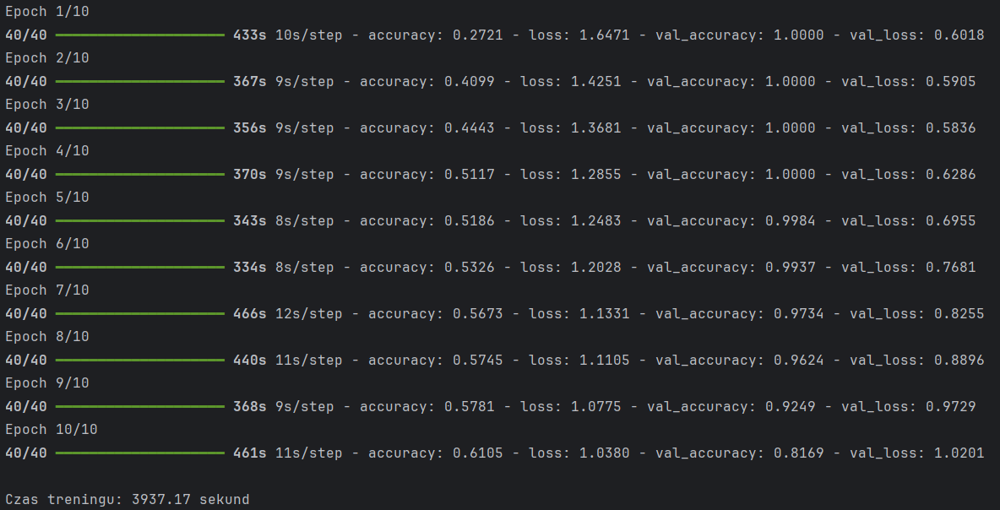 Epoch 1/10
40/40 ━━━━━━━━━━━━━━━━━━━━ 433s 10s/step - accuracy: 0.2721 - loss: 1.6471 - val_accuracy: 1.0000 - val_loss: 0.6018
Epoch 2/10
40/40 ━━━━━━━━━━━━━━━━━━━━ 367s 9s/step - accuracy: 0.4099 - loss: 1.4251 - val_accuracy: 1.0000 - val_loss: 0.5905
Epoch 3/10
40/40 ━━━━━━━━━━━━━━━━━━━━ 356s 9s/step - accuracy: 0.4443 - loss: 1.3681 - val_accuracy: 1.0000 - val_loss: 0.5836
Epoch 4/10
40/40 ━━━━━━━━━━━━━━━━━━━━ 370s 9s/step - accuracy: 0.5117 - loss: 1.2855 - val_accuracy: 1.0000 - val_loss: 0.6286
Epoch 5/10
40/40 ━━━━━━━━━━━━━━━━━━━━ 343s 8s/step - accuracy: 0.5186 - loss: 1.2483 - val_accuracy: 0.9984 - val_loss: 0.6955
Epoch 6/10
40/40 ━━━━━━━━━━━━━━━━━━━━ 334s 8s/step - accuracy: 0.5326 - loss: 1.2028 - val_accuracy: 0.9937 - val_loss: 0.7681
Epoch 7/10
40/40 ━━━━━━━━━━━━━━━━━━━━ 466s 12s/step - accuracy: 0.5673 - loss: 1.1331 - val_accuracy: 0.9734 - val_loss: 0.8255
Epoch 8/10
40/40 ━━━━━━━━━━━━━━━━━━━━ 440s 11s/step - accuracy: 0.5745 - loss: 1.1105 - val_accuracy: 0.9624 - val_loss: 0.8896
Epoch 9/10
40/40 ━━━━━━━━━━━━━━━━━━━━ 368s 9s/step - accuracy: 0.5781 - loss: 1.0775 - val_accuracy: 0.9249 - val_loss: 0.9729
Epoch 10/10
40/40 ━━━━━━━━━━━━━━━━━━━━ 461s 11s/step - accuracy: 0.6105 - loss: 1.0380 - val_accuracy: 0.8169 - val_loss: 1.0201
Czas treningu: 3937.17 sekund